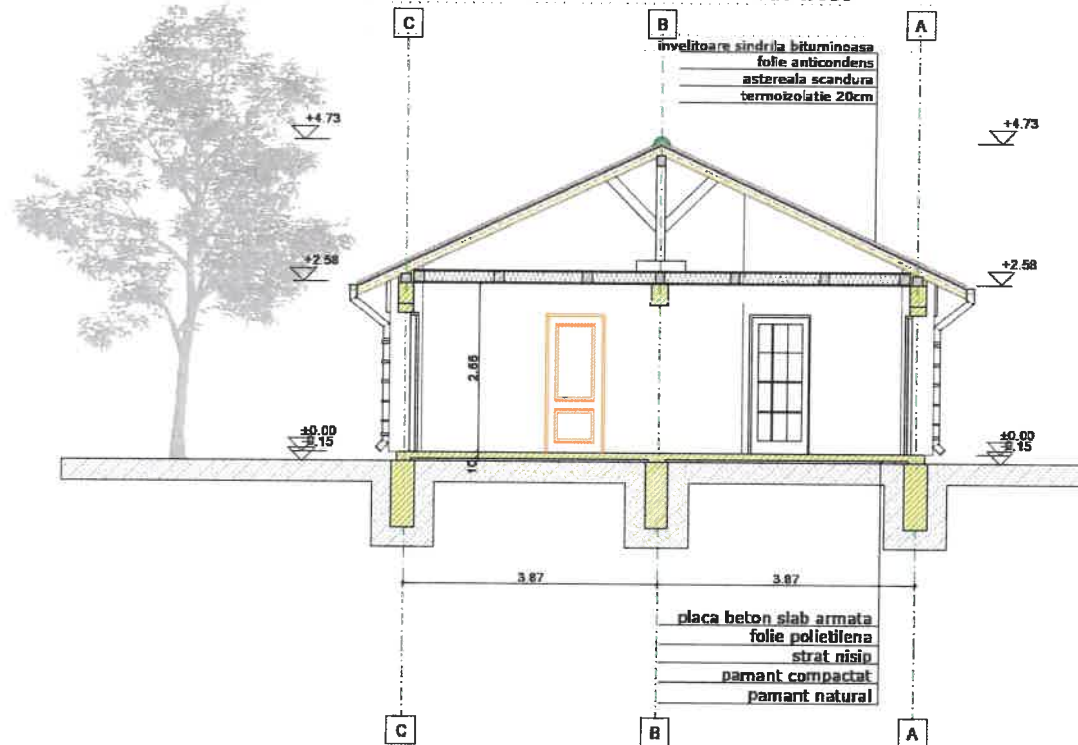 C
B
A
invelitoare sindrila bituminoasa
folie anticondens
astereala scandura
termoizolatie 20cm
+4.73
+4.73
+2.58
+2.58
±0.00
0.15
±0.00
0.15
10
3.87
3.87
placa beton slab armata
folie polietilena
strat nisip
pamant compactat
pamant natural
C
B
A